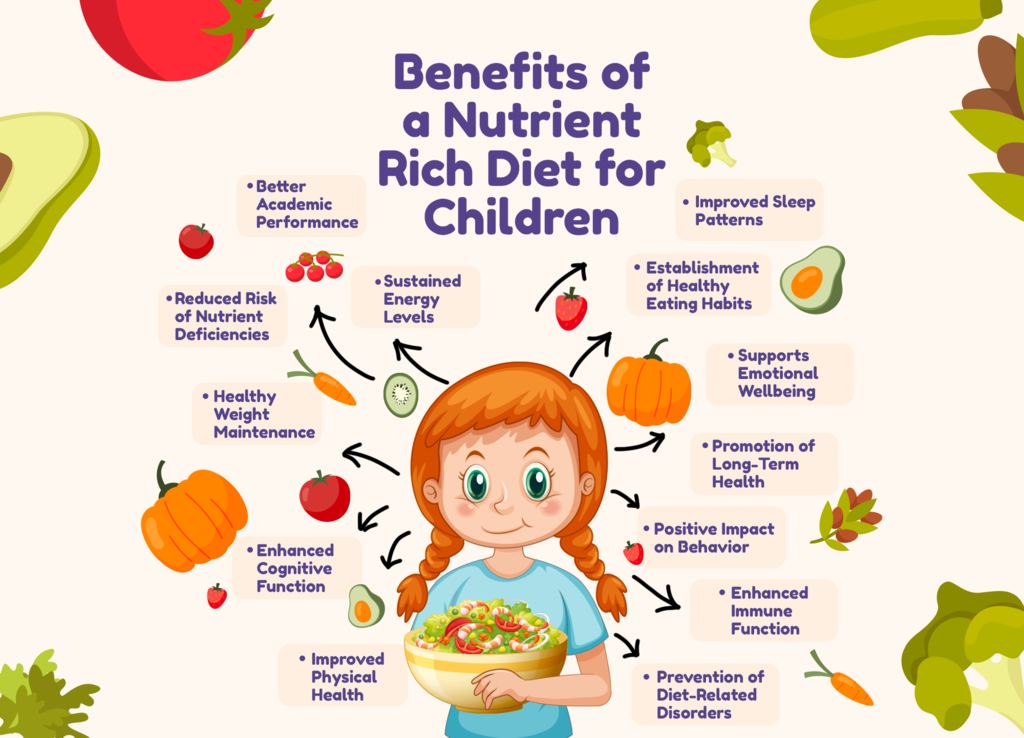 Benefits of
a Nutrient
Rich Diet for
Children
• Better
Academic
Performance
• Reduced Risk
of Nutrient
Deficiencies
• Sustained
Energy
Levels
• Healthy
Weight
Maintenance
• Enhanced
Cognitive
Function
• Improved
Physical
Health
• Improved Sleep
Patterns
• Establishment
of Healthy
Eating Habits
• Supports
Emotional
Wellbeing
• Promotion of
Long-Term
Health
• Positive Impact
on Behavior
• Enhanced
Immune
Function
• Prevention of
Diet-Related
Disorders